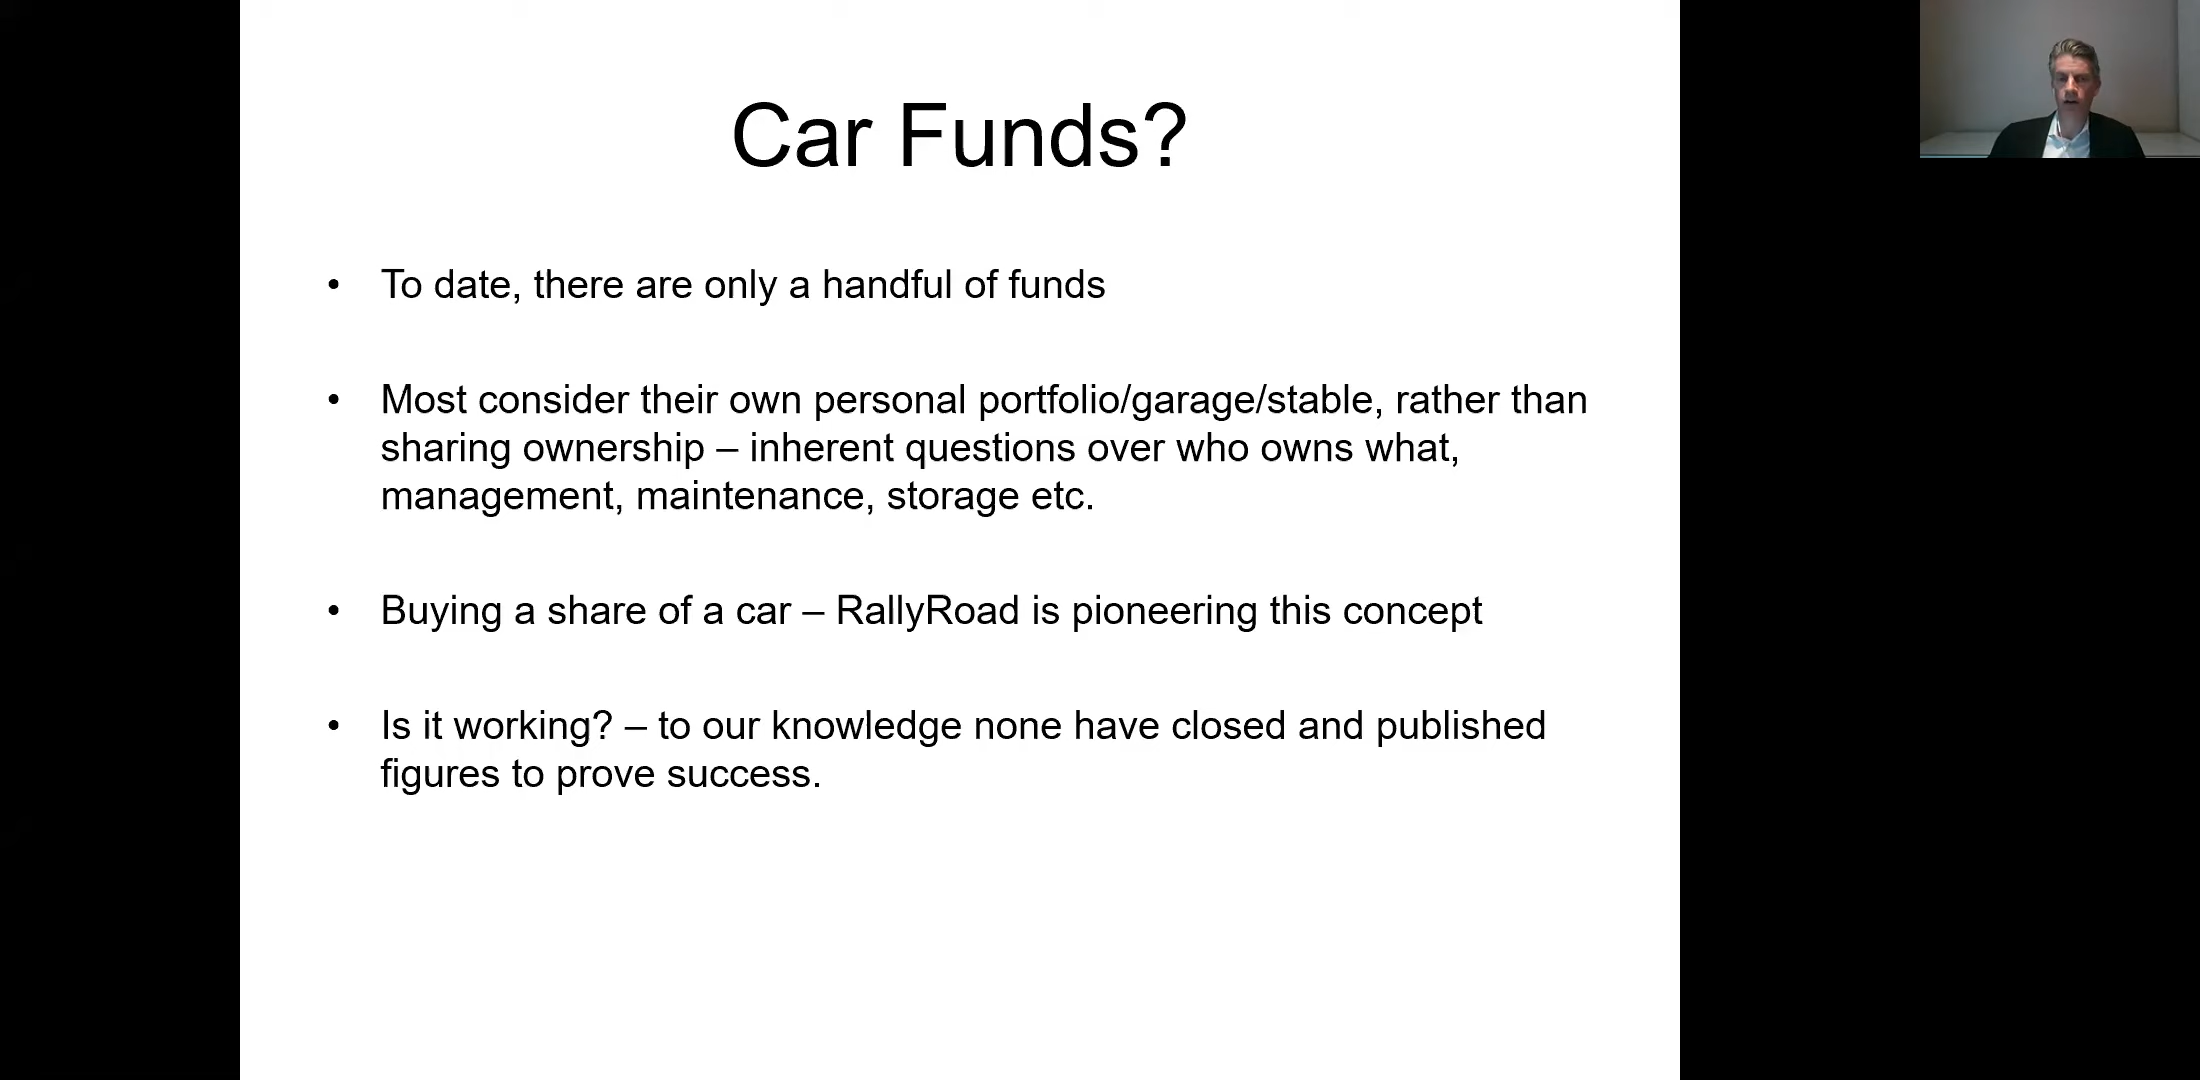 Car Funds?
• To date, there are only a handful of funds
• Most consider their own personal portfolio/garage/stable, rather than
sharing ownership – inherent questions over who owns what,
management, maintenance, storage etc.
• Buying a share of a car – RallyRoad is pioneering this concept
• Is it working? – to our knowledge none have closed and published
figures to prove success.